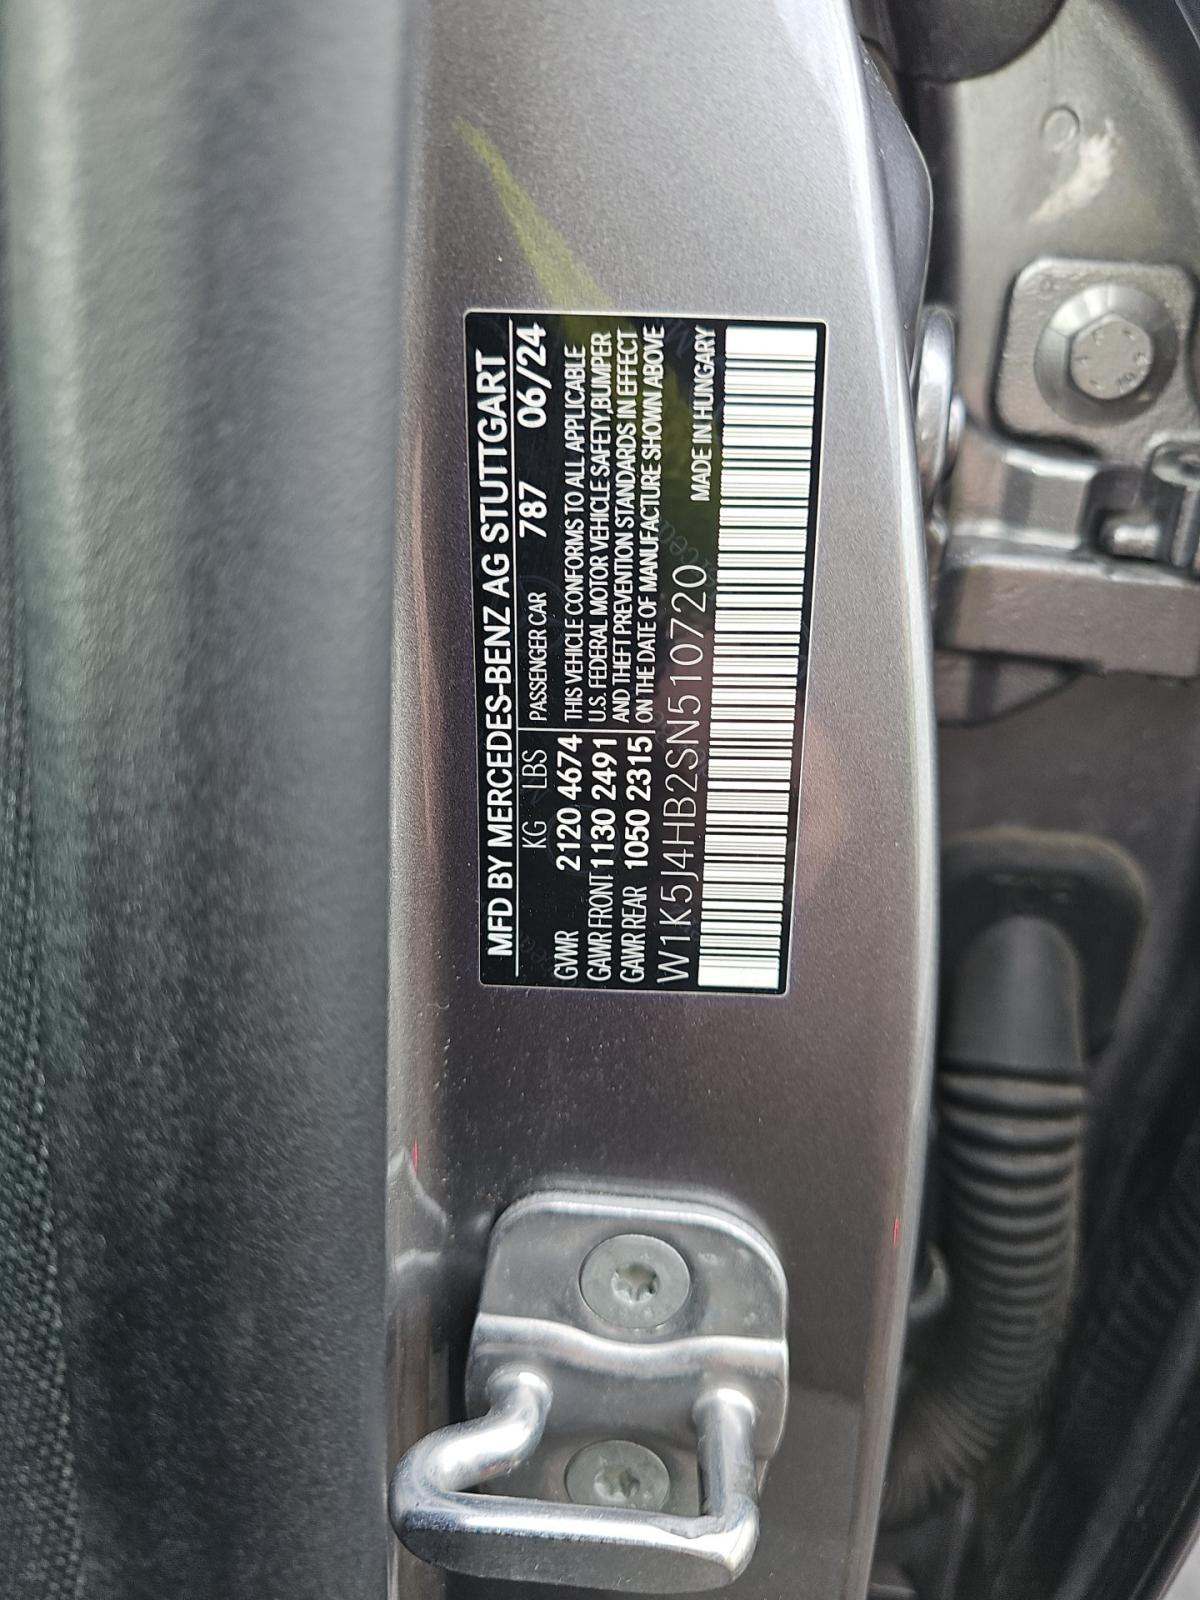 MFD BY MERCEDES-BENZ AG STUTTGART
KG LBS PASSENGER CAR 787 06/24
GVWR 2120 4674 THIS VEHICLE CONFORMS TO ALL APPLICABLE
GAWR FRONT 1130 2491 U.S. FEDERAL MOTOR VEHICLE SAFETY,BUMPER
GAWR REAR 1050 2315 AND THEFT PREVENTION STANDARDS IN EFFECT
ON THE DATE OF MANUFACTURE SHOWN ABOVE
W1K5J4HB2SN510720 MADE IN HUNGARY